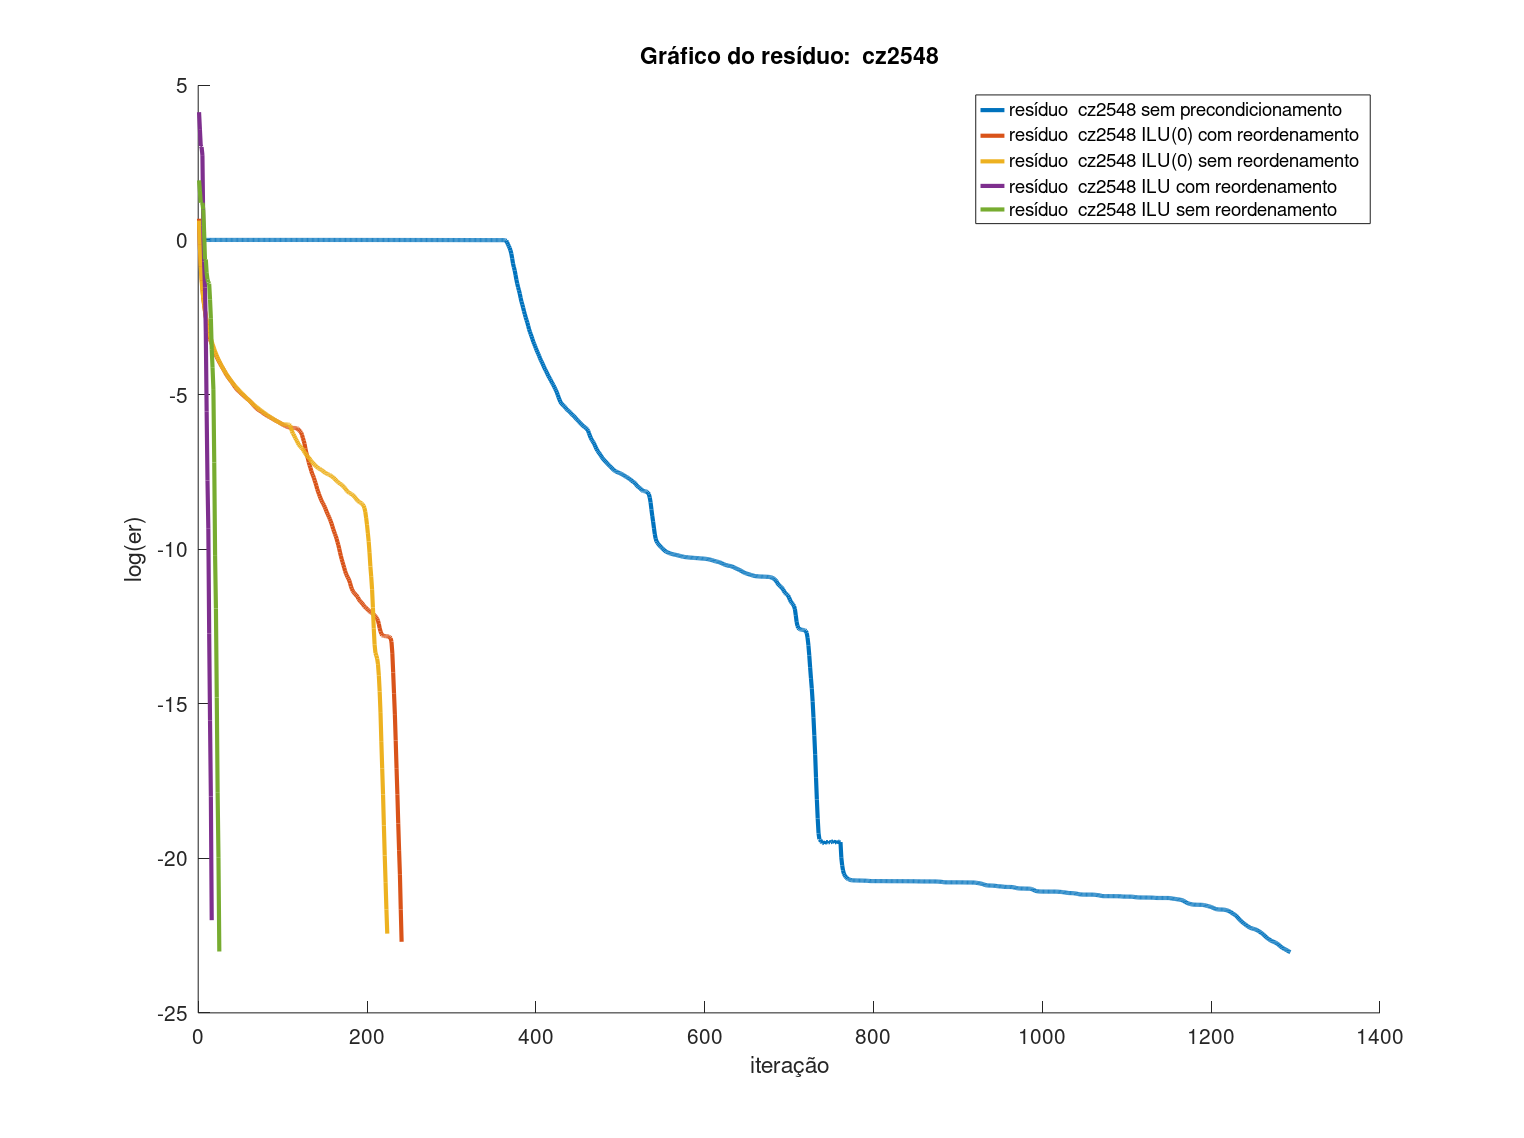 Gráfico do resíduo:  cz2548
resíduo  cz2548 sem precondicionamento
resíduo  cz2548 ILU(0) com reordenamento
resíduo  cz2548 ILU(0) sem reordenamento
resíduo  cz2548 ILU com reordenamento
resíduo  cz2548 ILU sem reordenamento
5
0
-5
-10
-15
-20
-25
log(er)
0 200 400 600 800 1000 1200 1400
iteração